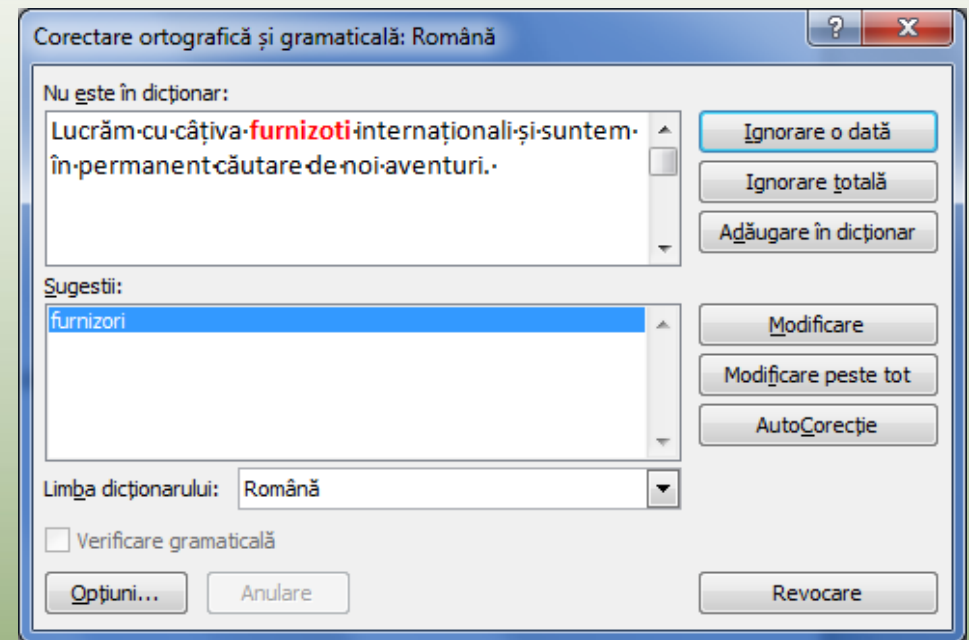 Corectare ortografică și gramaticală: Română
Nu este în dicționar:
Lucrăm·cu·câțiva·furnizoti·internaționali·și·suntem·
în·permanent·căutare·de·noi·aventuri.·
Ignorare o dată
Ignorare totală
Adăugare în dicționar
Sugestii:
furnizori
Modificare
Modificare peste tot
AutoCorecție
Limba dicționarului: Română
Verificare gramaticală
Opțiuni... Anulare Revocare